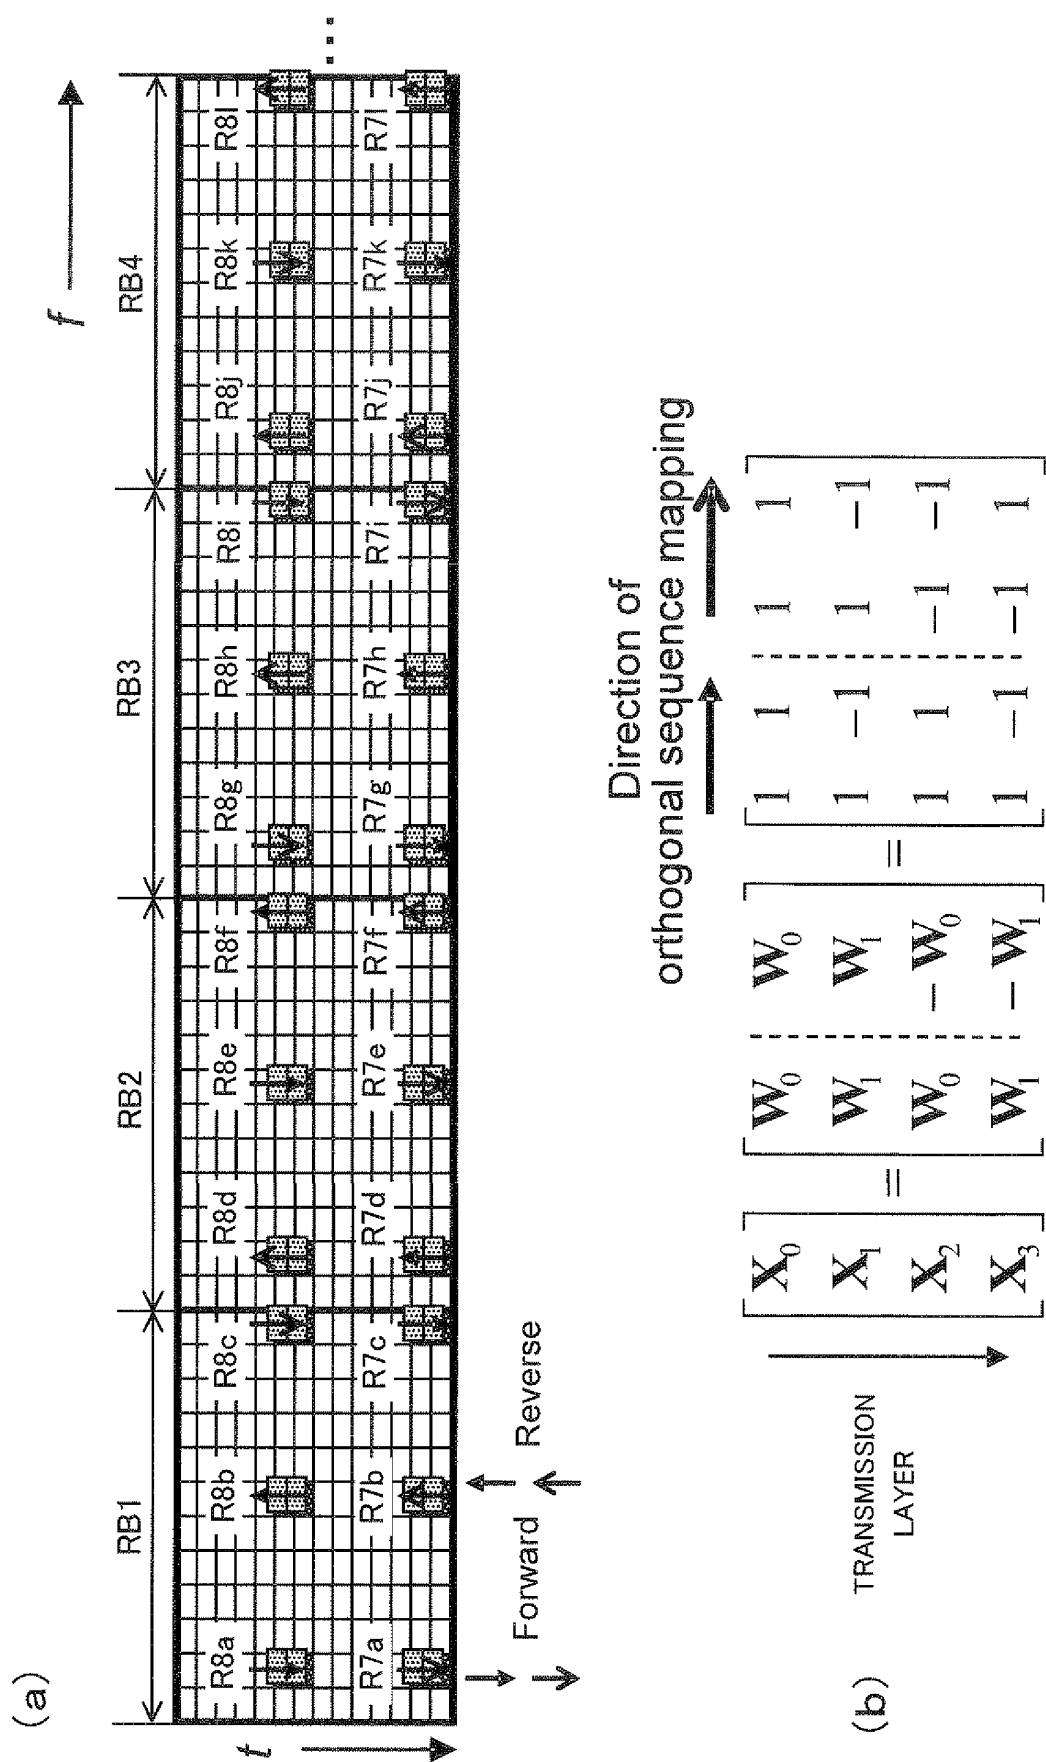 (a)
f
RB1 RB2 RB3 RB4
...
t
R8a R8b R8c R8d R8e R8f R8g R8h R8i R8j R8k R8l
R7a R7b R7c R7d R7e R7f R7g R7h R7i R7j R7k R7l
Forward Reverse
(b)
Direction of
orthogonal sequence mapping
TRANSMISSION
LAYER
X0 = W0 W0 = 1 1 1 1
X1 W1 W1 1 −1 1 −1
X2 W0 −W0 1 1 −1 −1
X3 W1 −W1 1 −1 −1 1